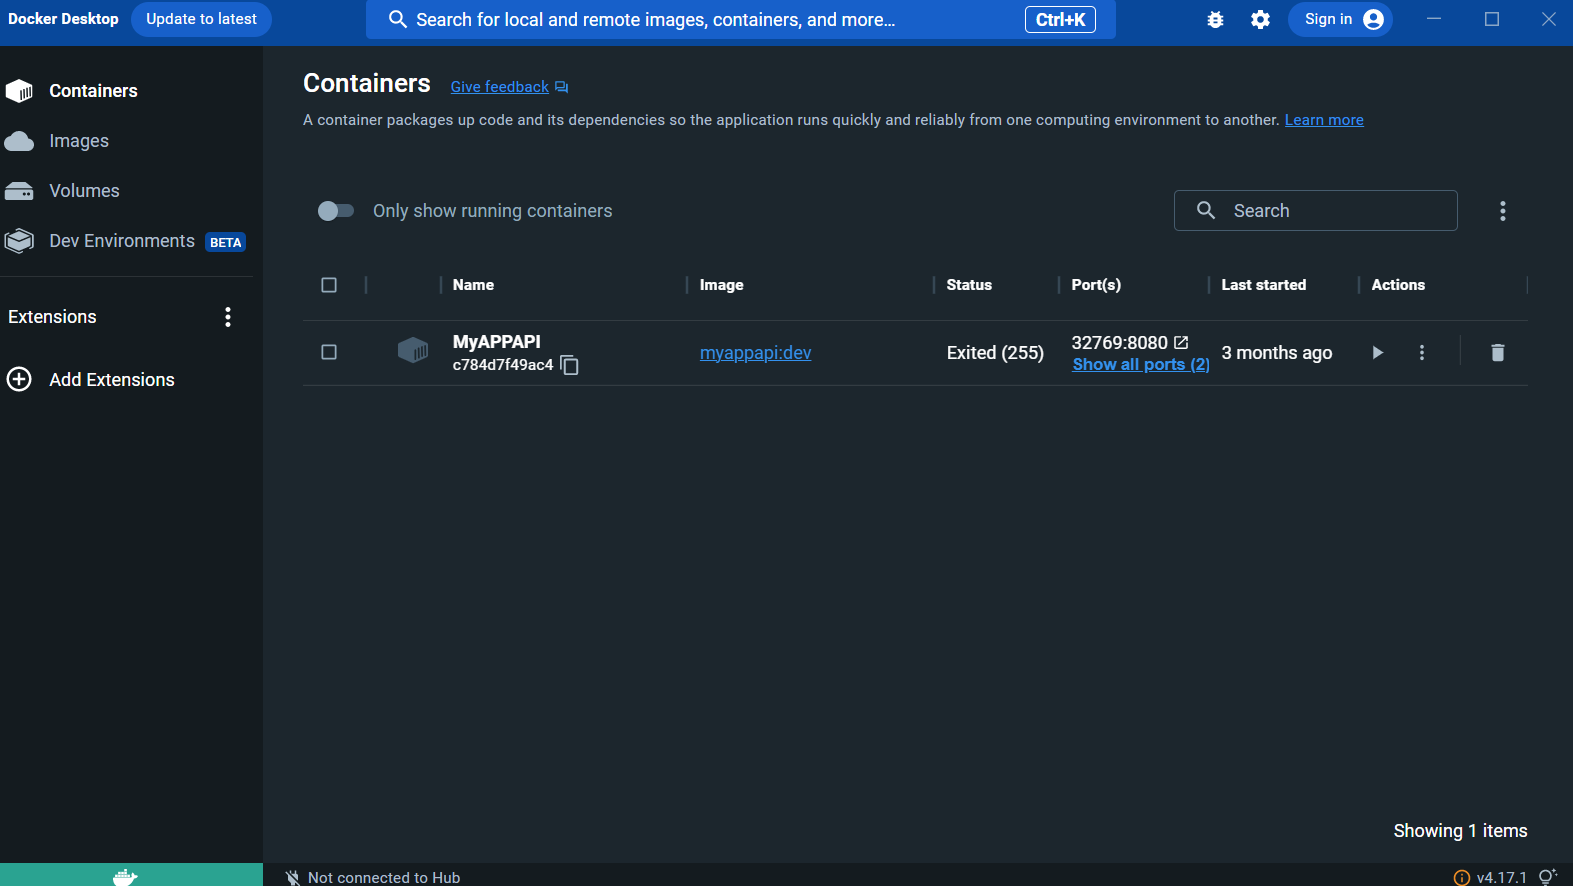 Docker Desktop Update to latest Search for local and remote images, containers, and more... Ctrl+K Sign in
Containers
Images
Volumes
Dev Environments BETA
Extensions
Add Extensions
Containers Give feedback
A container packages up code and its dependencies so the application runs quickly and reliably from one computing environment to another. Learn more
Only show running containers Search
Name Image Status Port(s) Last started Actions
MyAPPAPI
c784d7f49ac4
myappapi:dev
Exited (255)
32769:8080
Show all ports (2)
3 months ago
Showing 1 items
Not connected to Hub v4.17.1